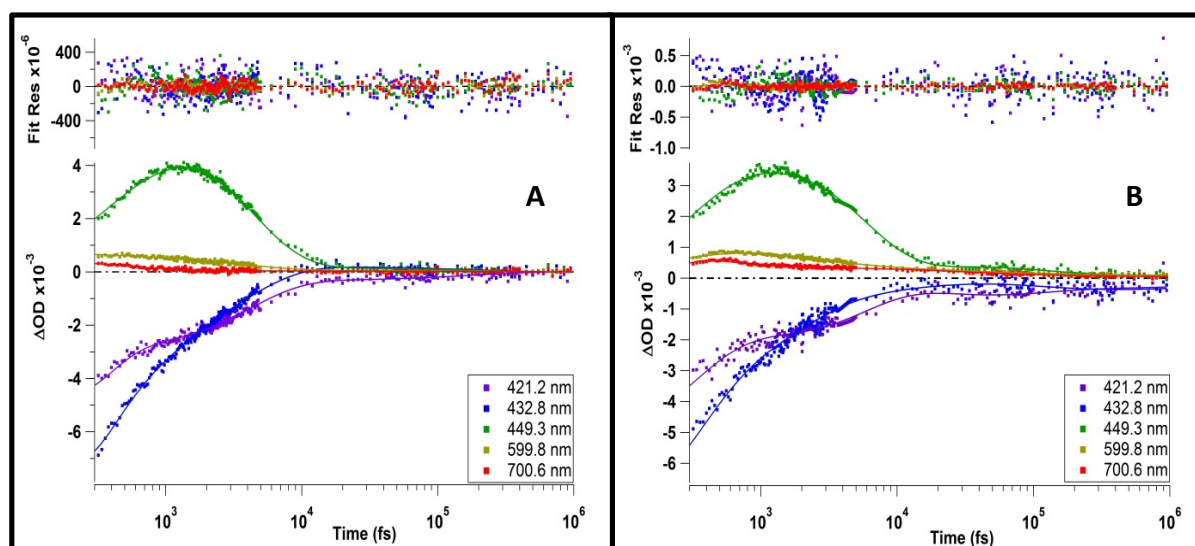 Fit Res x10-6
400
0
-400
ΔOD x10-3
4
2
0
-2
-4
-6
A
421.2 nm
432.8 nm
449.3 nm
599.8 nm
700.6 nm
10^3
10^4
10^5
10^6
Time (fs)
Fit Res x10-3
0.5
0.0
-0.5
-1.0
ΔOD x10-3
3
2
1
0
-1
-2
-3
-4
-5
-6
B
421.2 nm
432.8 nm
449.3 nm
599.8 nm
700.6 nm
10^3
10^4
10^5
10^6
Time (fs)